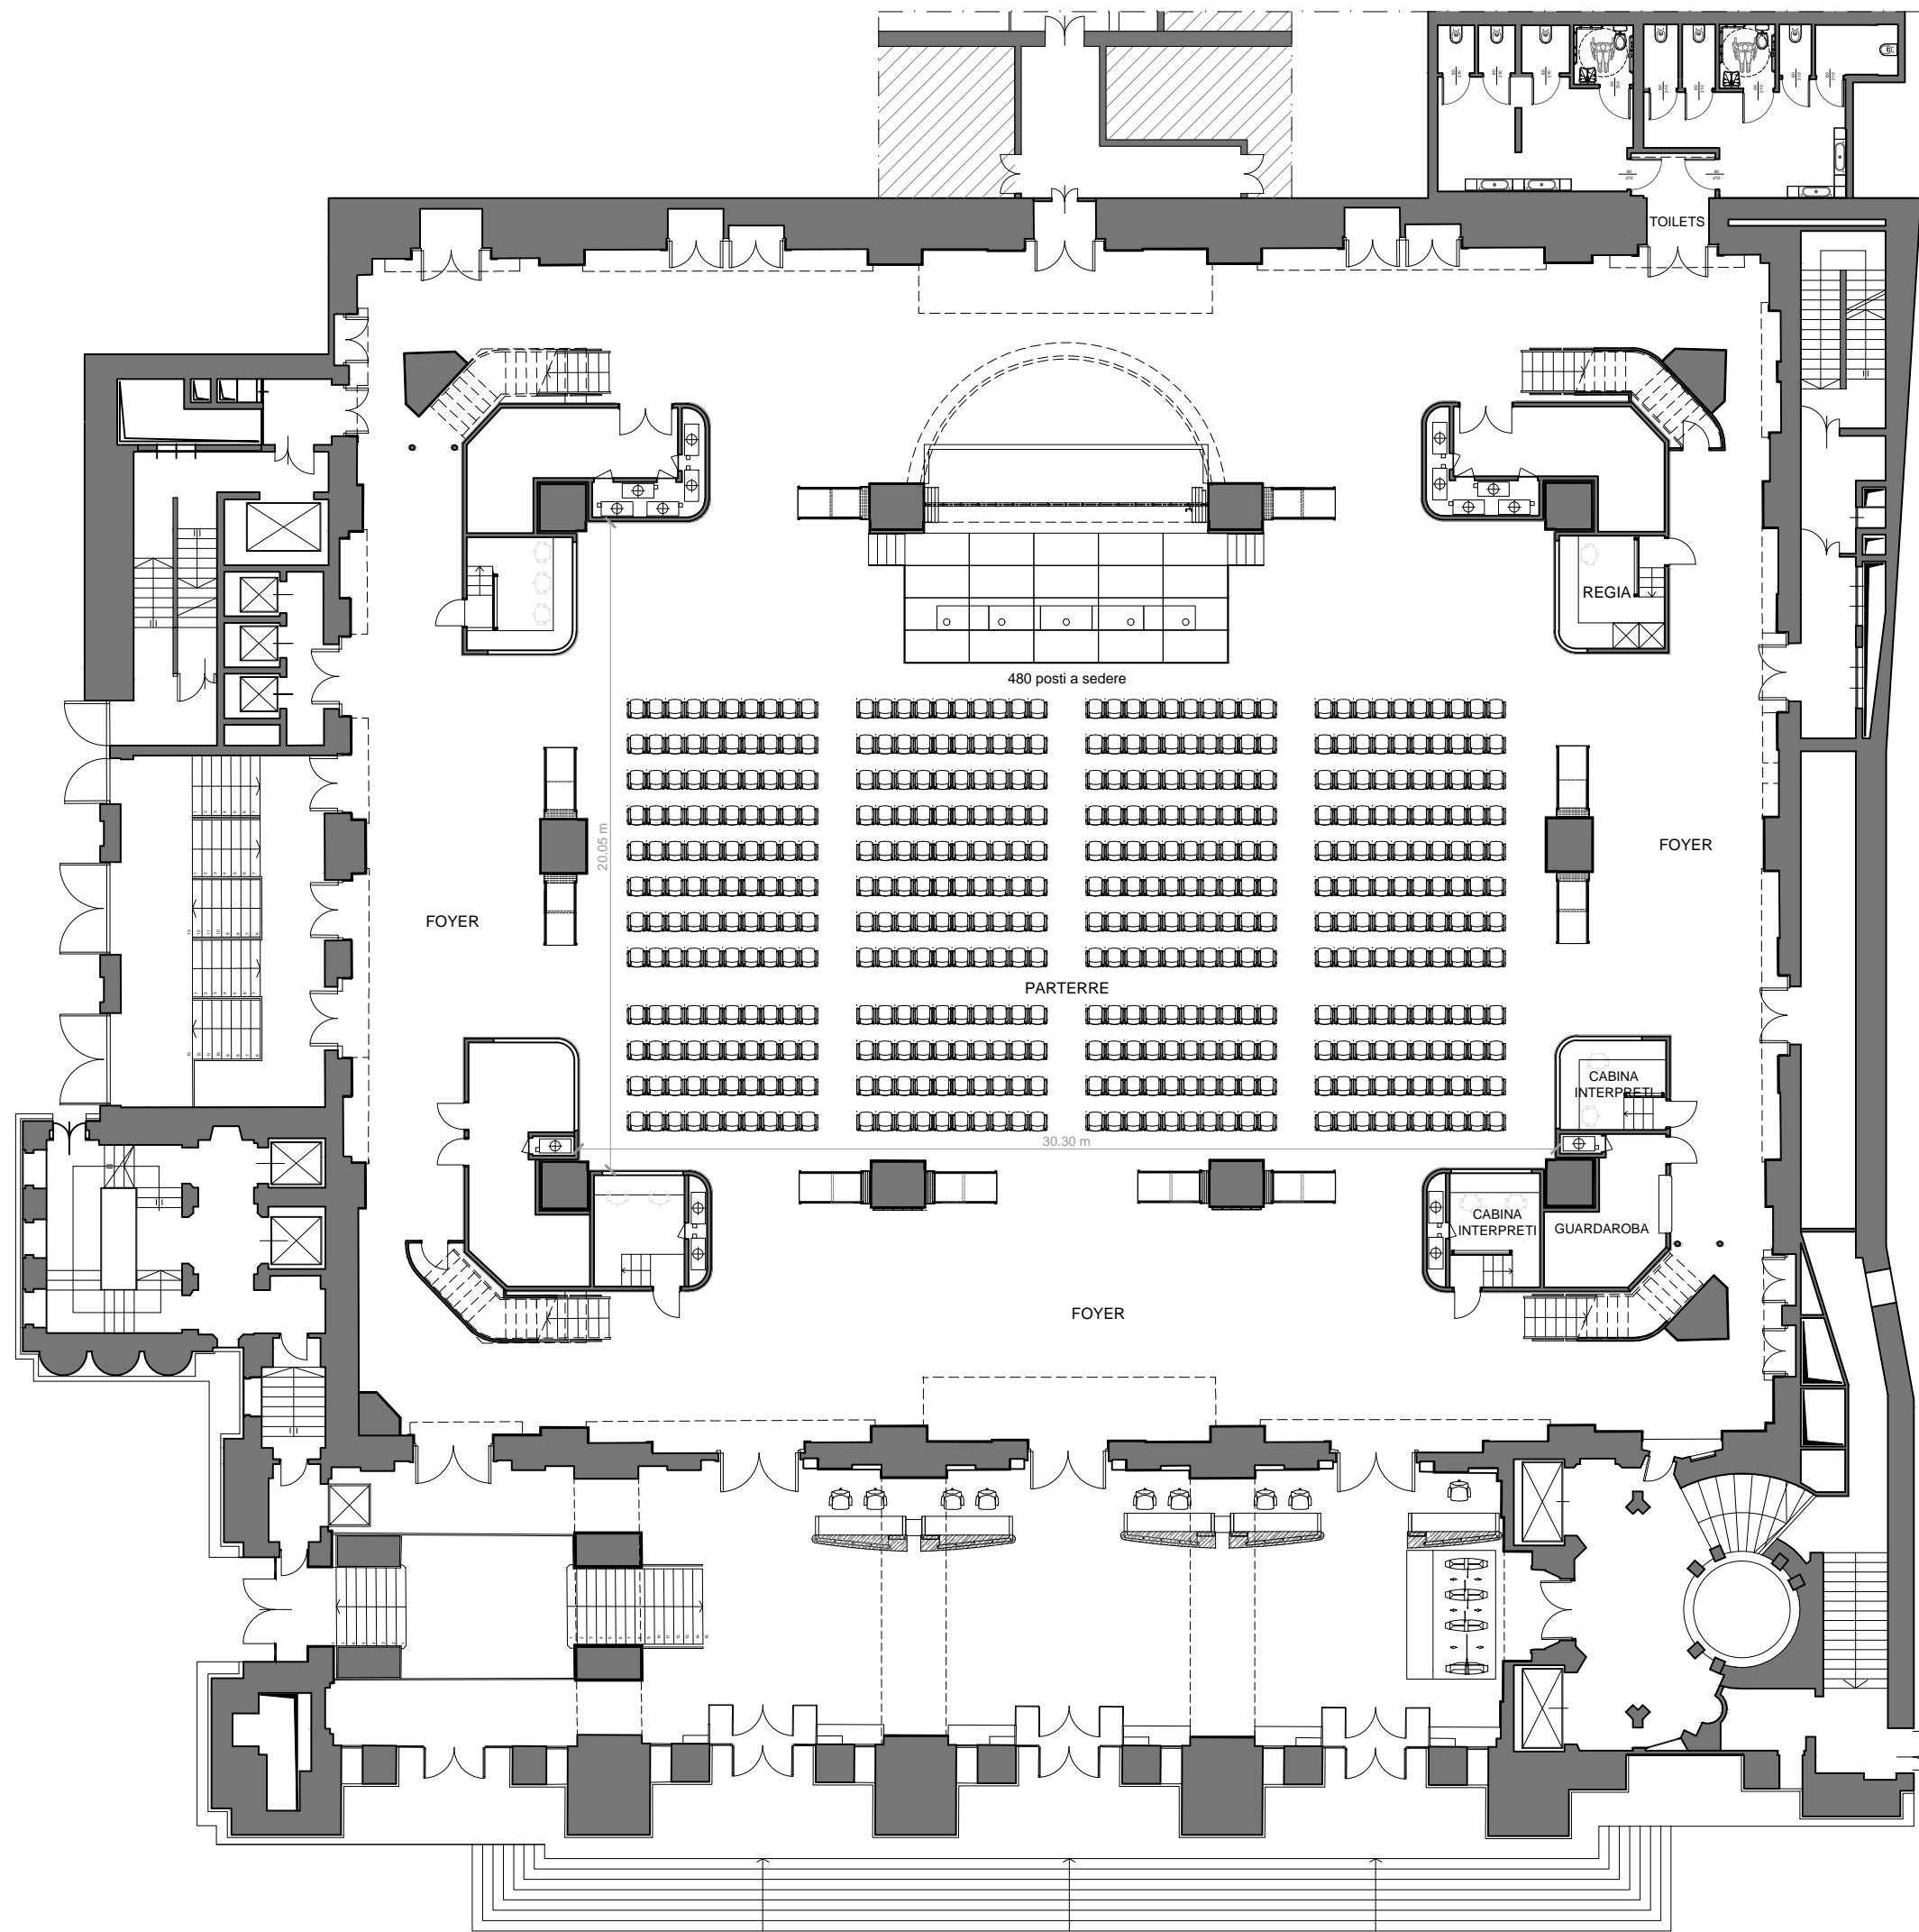 TOILETS
REGIA
480 posti a sedere
20.05 m
FOYER
FOYER
PARTERRE
CABINA
INTERPRETI
30.30 m
CABINA
INTERPRETI
GUARDAROBA
FOYER